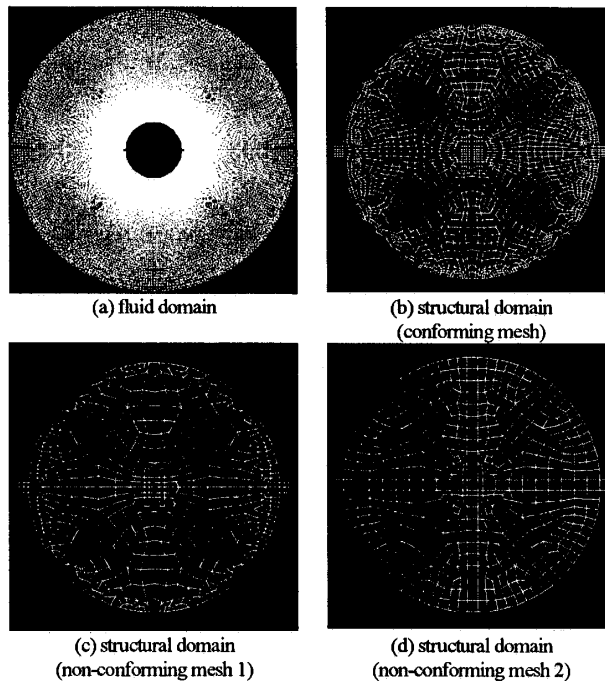 (a) fluid domain
(b) structural domain
(conforming mesh)
(c) structural domain
(non-conforming mesh 1)
(d) structural domain
(non-conforming mesh 2)